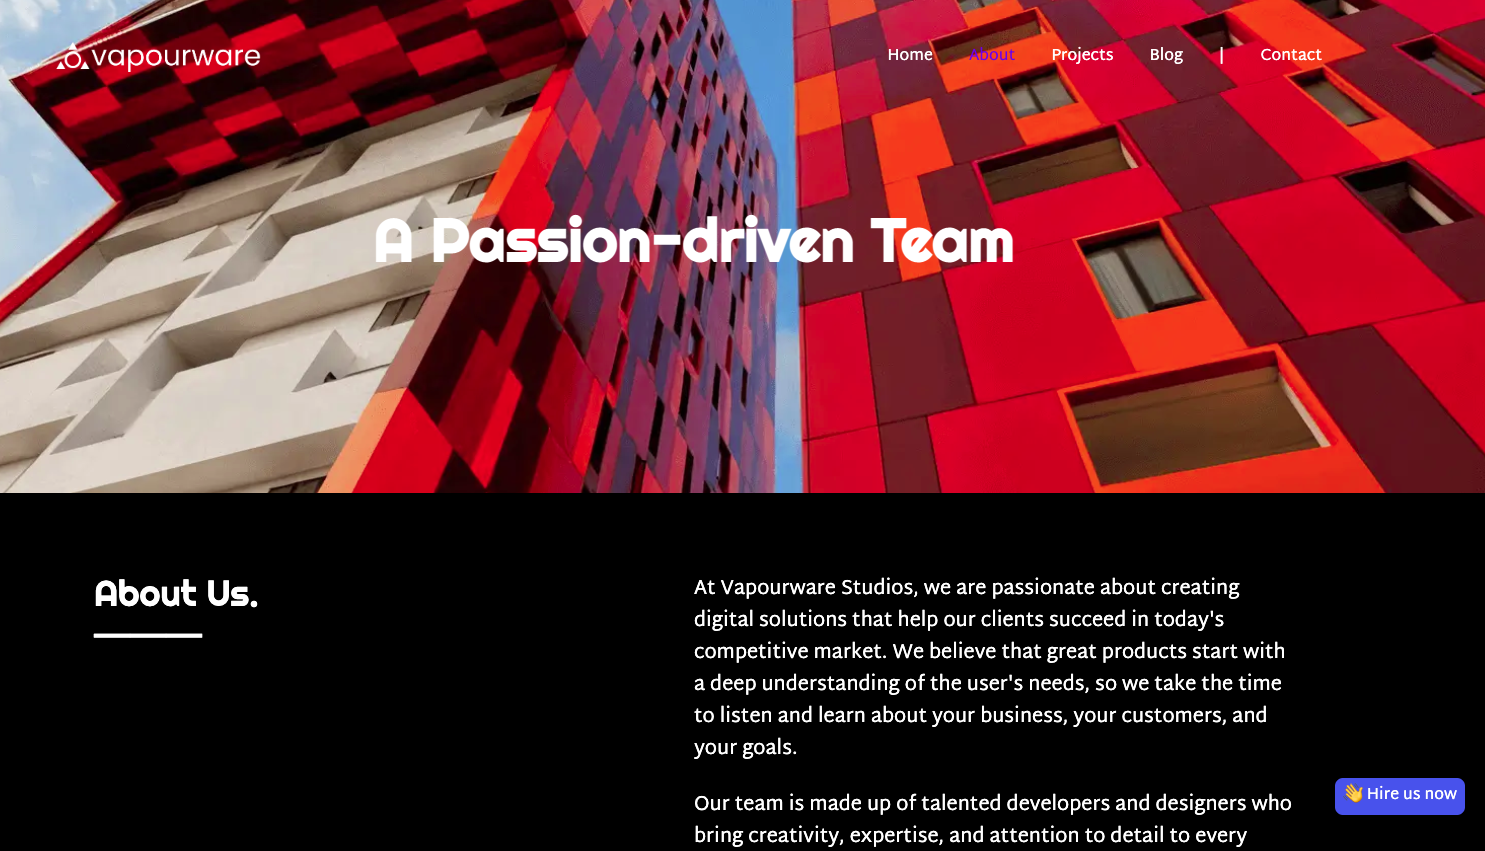 vapourware
Home About Projects Blog | Contact
A Passion-driven Team
About Us.
At Vapourware Studios, we are passionate about creating
digital solutions that help our clients succeed in today's
competitive market. We believe that great products start with
a deep understanding of the user's needs, so we take the time
to listen and learn about your business, your customers, and
your goals.
Our team is made up of talented developers and designers who
bring creativity, expertise, and attention to detail to every
👋 Hire us now